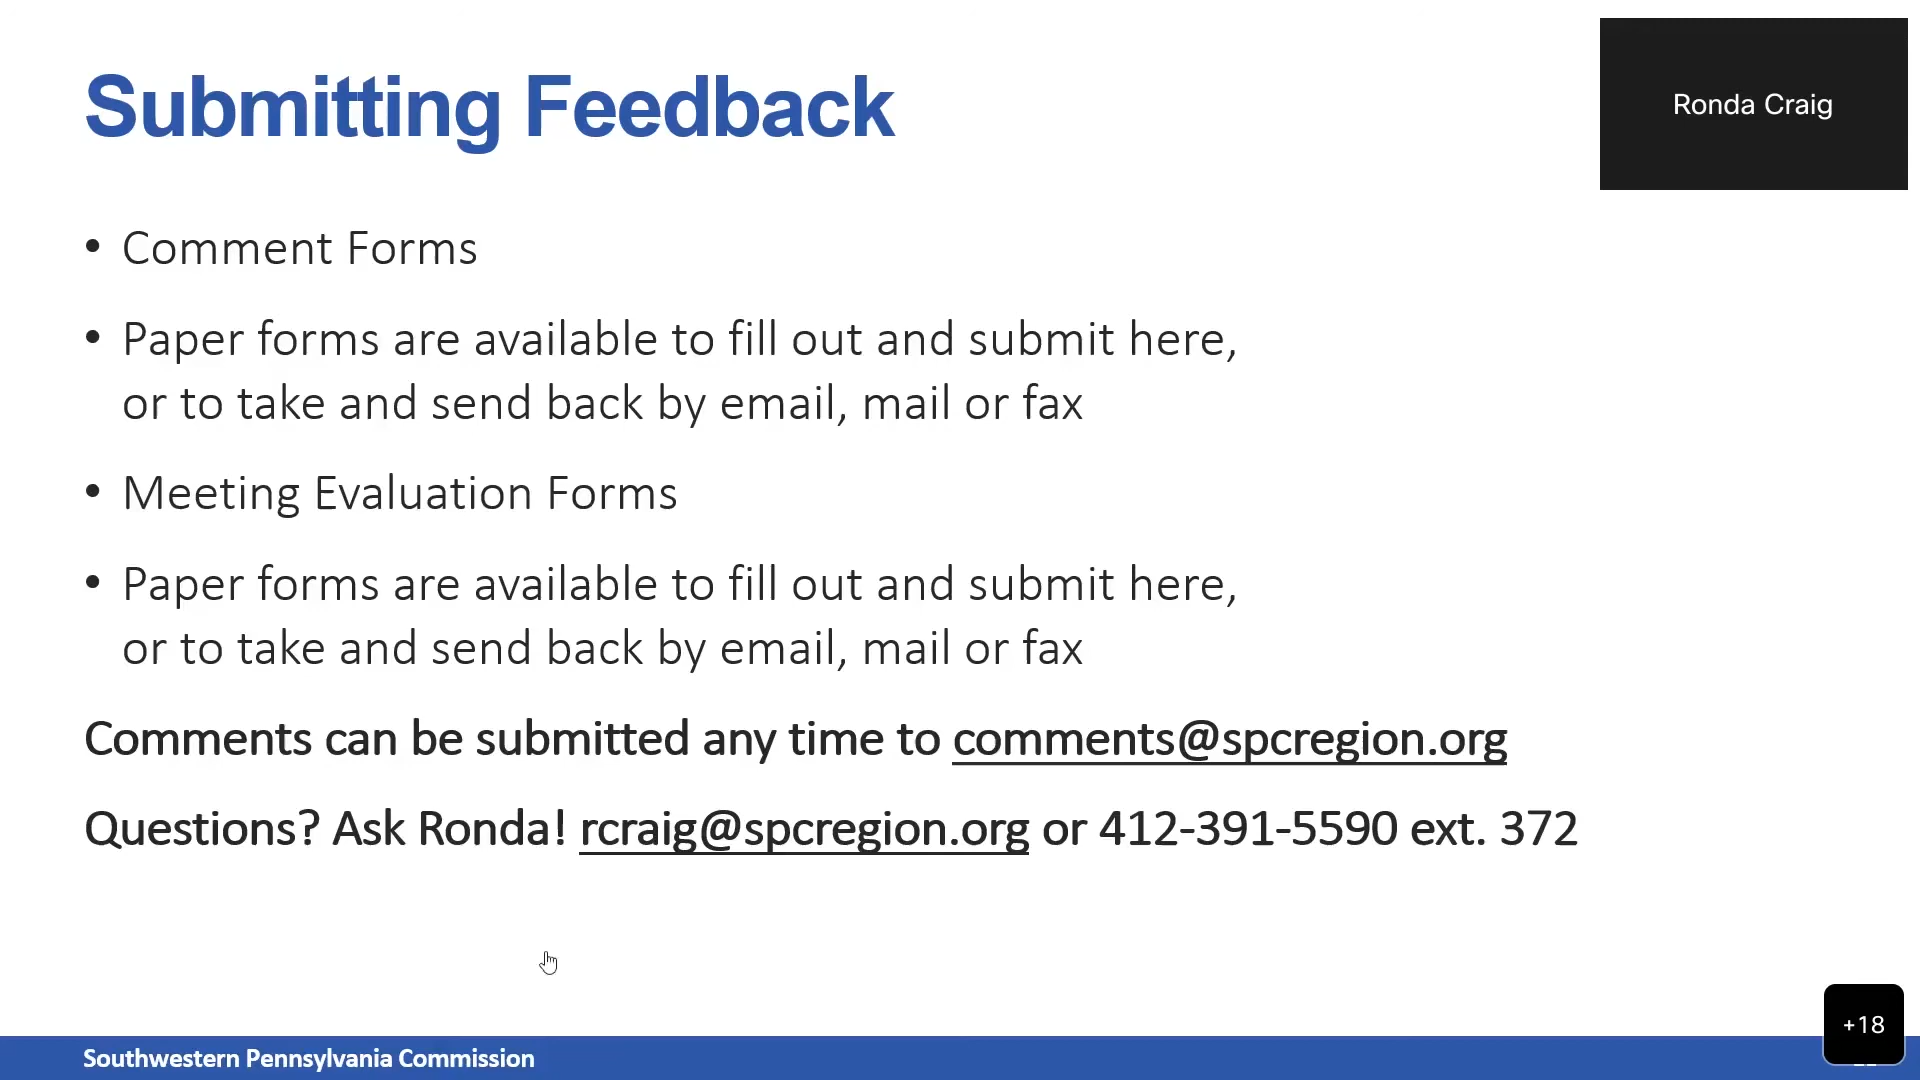 Submitting Feedback
Ronda Craig
• Comment Forms
• Paper forms are available to fill out and submit here,
or to take and send back by email, mail or fax
• Meeting Evaluation Forms
• Paper forms are available to fill out and submit here,
or to take and send back by email, mail or fax
Comments can be submitted any time to comments@spcregion.org
Questions? Ask Ronda! rcraig@spcregion.org or 412-391-5590 ext. 372
+18
Southwestern Pennsylvania Commission